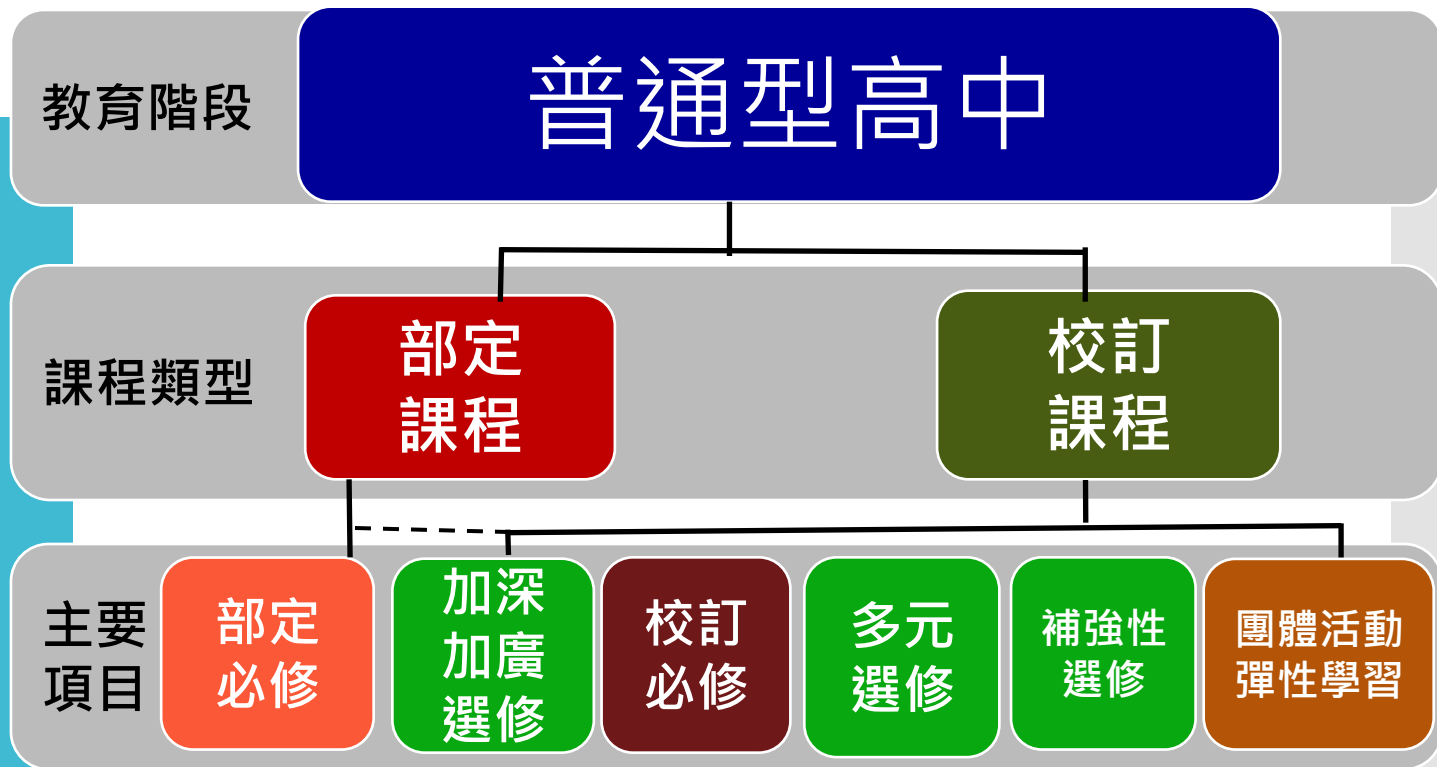 教育階段
普通型高中
課程類型
部定
課程
校訂
課程
主要
項目
部定
必修
加深
加廣
選修
校訂
必修
多元
選修
補強性
選修
團體活動
彈性學習